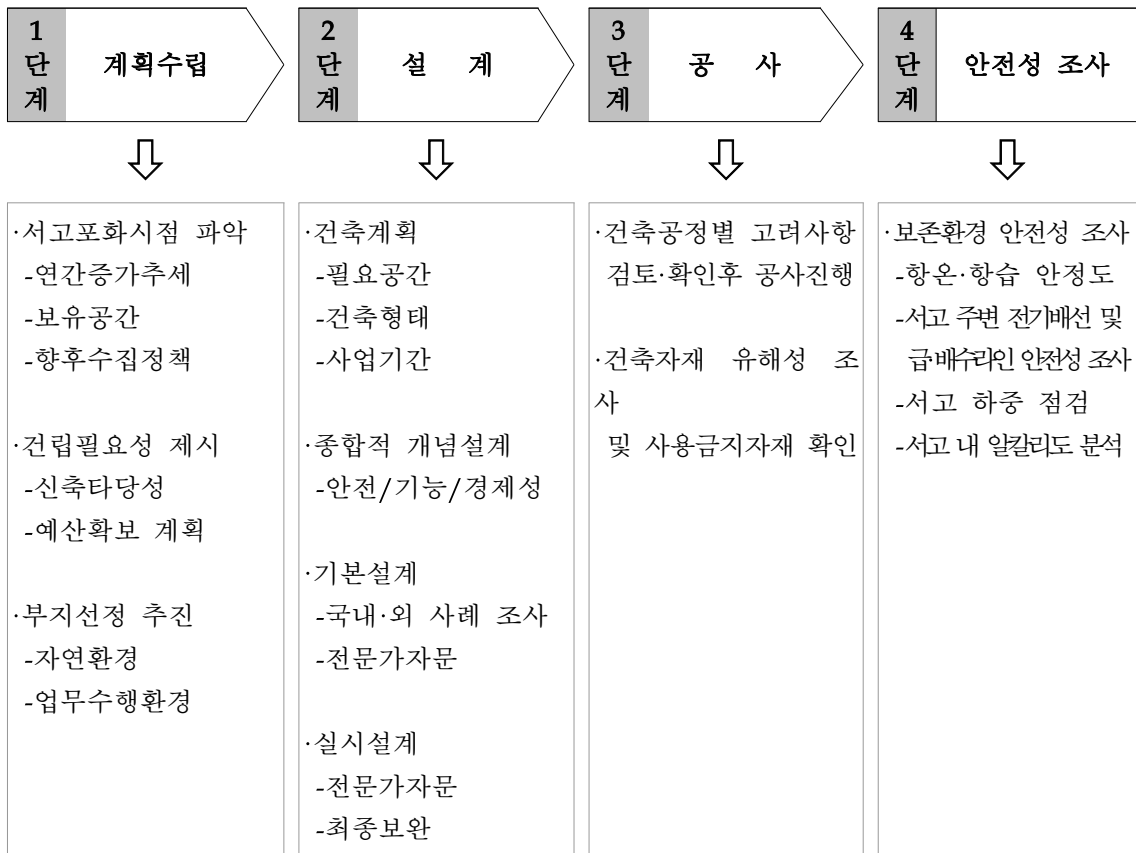 1
단
계
계획수립
2
단
계
설 계
3
단
계
공 사
4
단
계
안전성 조사
·서고포화시점 파악
-연간증가추세
-보유공간
-향후수집정책
·건립필요성 제시
-신축타당성
-예산확보 계획
·부지선정 추진
-자연환경
-업무수행환경
·건축계획
-필요공간
-건축형태
-사업기간
·종합적 개념설계
-안전/기능/경제성
·기본설계
-국내·외 사례 조사
-전문가자문
·실시설계
-전문가자문
-최종보완
·건축공정별 고려사항
검토·확인후 공사진행
·건축자재 유해성 조
사
및 사용금지자재 확인
·보존환경 안전성 조사
-항온·항습 안정도
-서고 주변 전기배선 및
급·배수라인 안전성 조사
-서고 하중 점검
-서고 내 알칼리도 분석